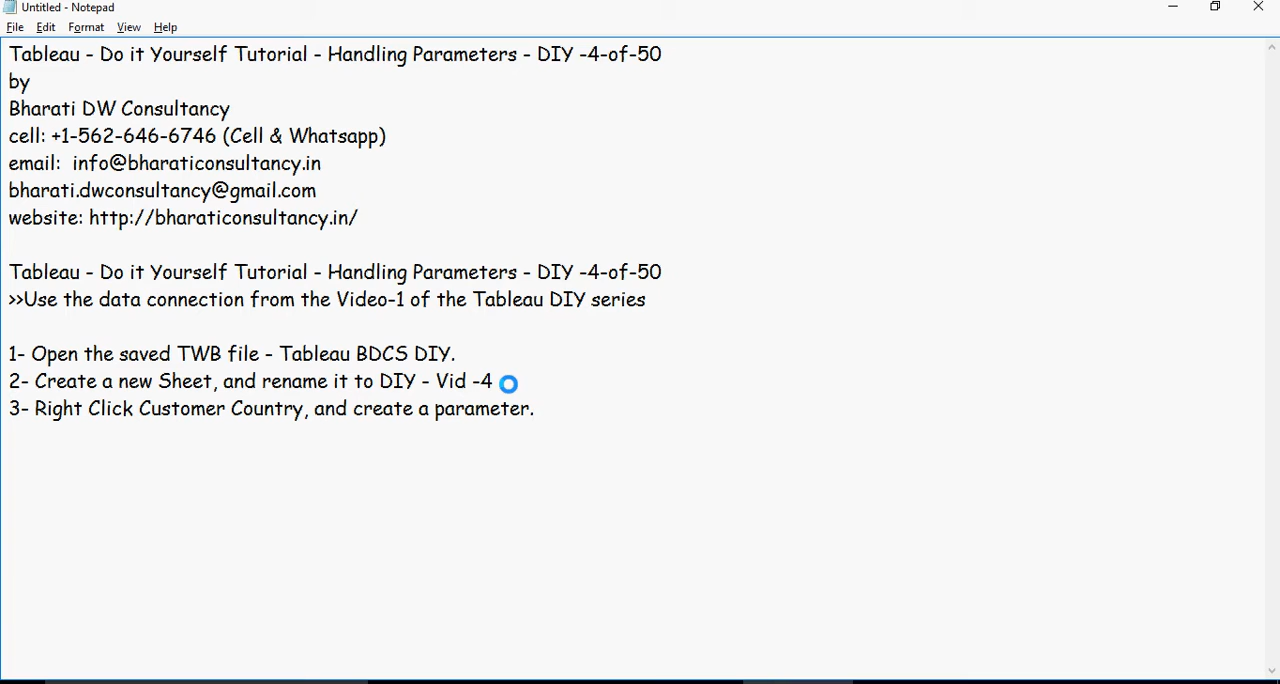 Untitled - Notepad
File Edit Format View Help
Tableau - Do it Yourself Tutorial - Handling Parameters - DIY -4-of-50
by
Bharati DW Consultancy
cell: +1-562-646-6746 (Cell & Whatsapp)
email:  info@bharaticonsultancy.in
bharati.dwconsultancy@gmail.com
website: http://bharaticonsultancy.in/
Tableau - Do it Yourself Tutorial - Handling Parameters - DIY -4-of-50
>>Use the data connection from the Video-1 of the Tableau DIY series
1- Open the saved TWB file - Tableau BDCS DIY.
2- Create a new Sheet, and rename it to DIY - Vid -4
3- Right Click Customer Country, and create a parameter.